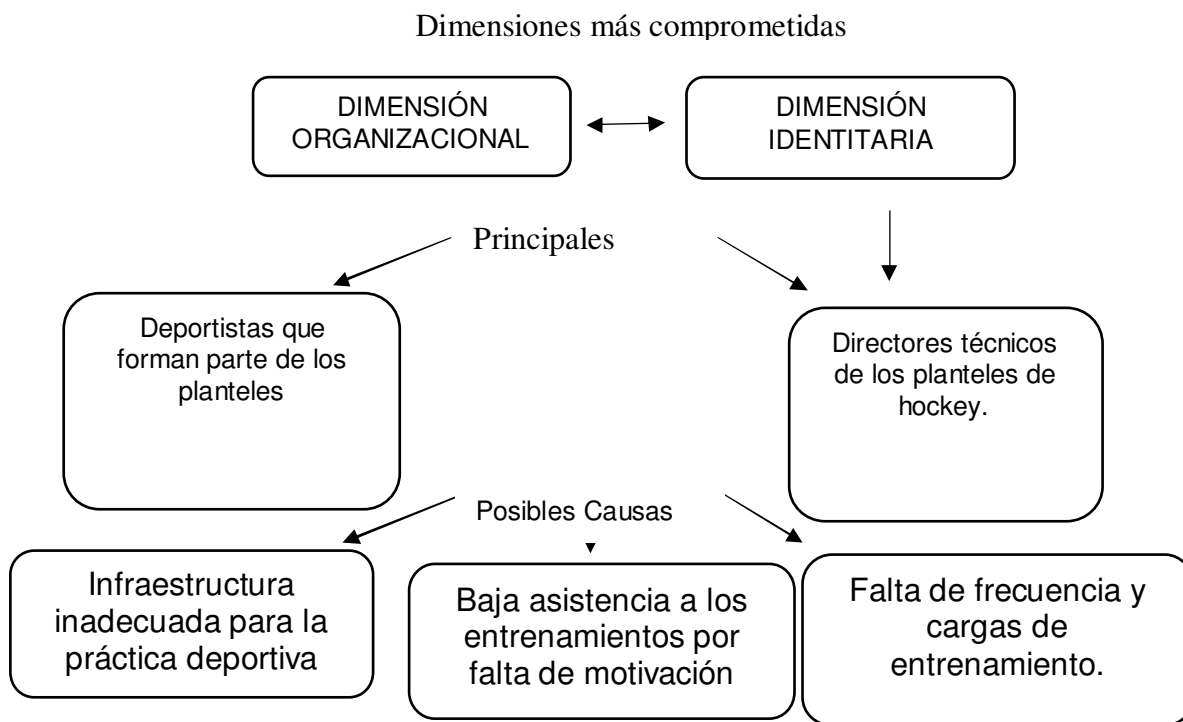 Dimensiones más comprometidas
DIMENSIÓN
ORGANIZACIONAL
DIMENSIÓN
IDENTITARIA
Principales
Deportistas que
forman parte de los
planteles
Directores técnicos
de los planteles de
hockey.
Posibles Causas
Infraestructura
inadecuada para la
práctica deportiva
Baja asistencia a los
entrenamientos por
falta de motivación
Falta de frecuencia y
cargas de
entrenamiento.